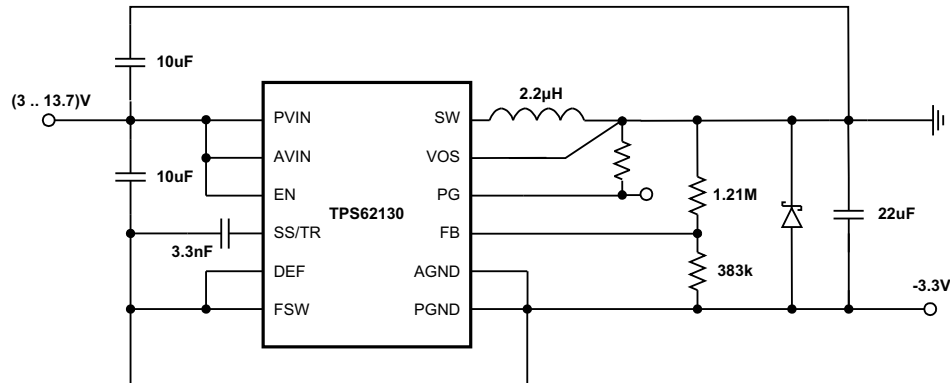 10uF
(3 .. 13.7)V
10uF
3.3nF
PVIN
AVIN
EN
SS/TR
DEF
FSW
TPS62130
SW
VOS
PG
FB
AGND
PGND
2.2µH
1.21M
383k
22uF
-3.3V